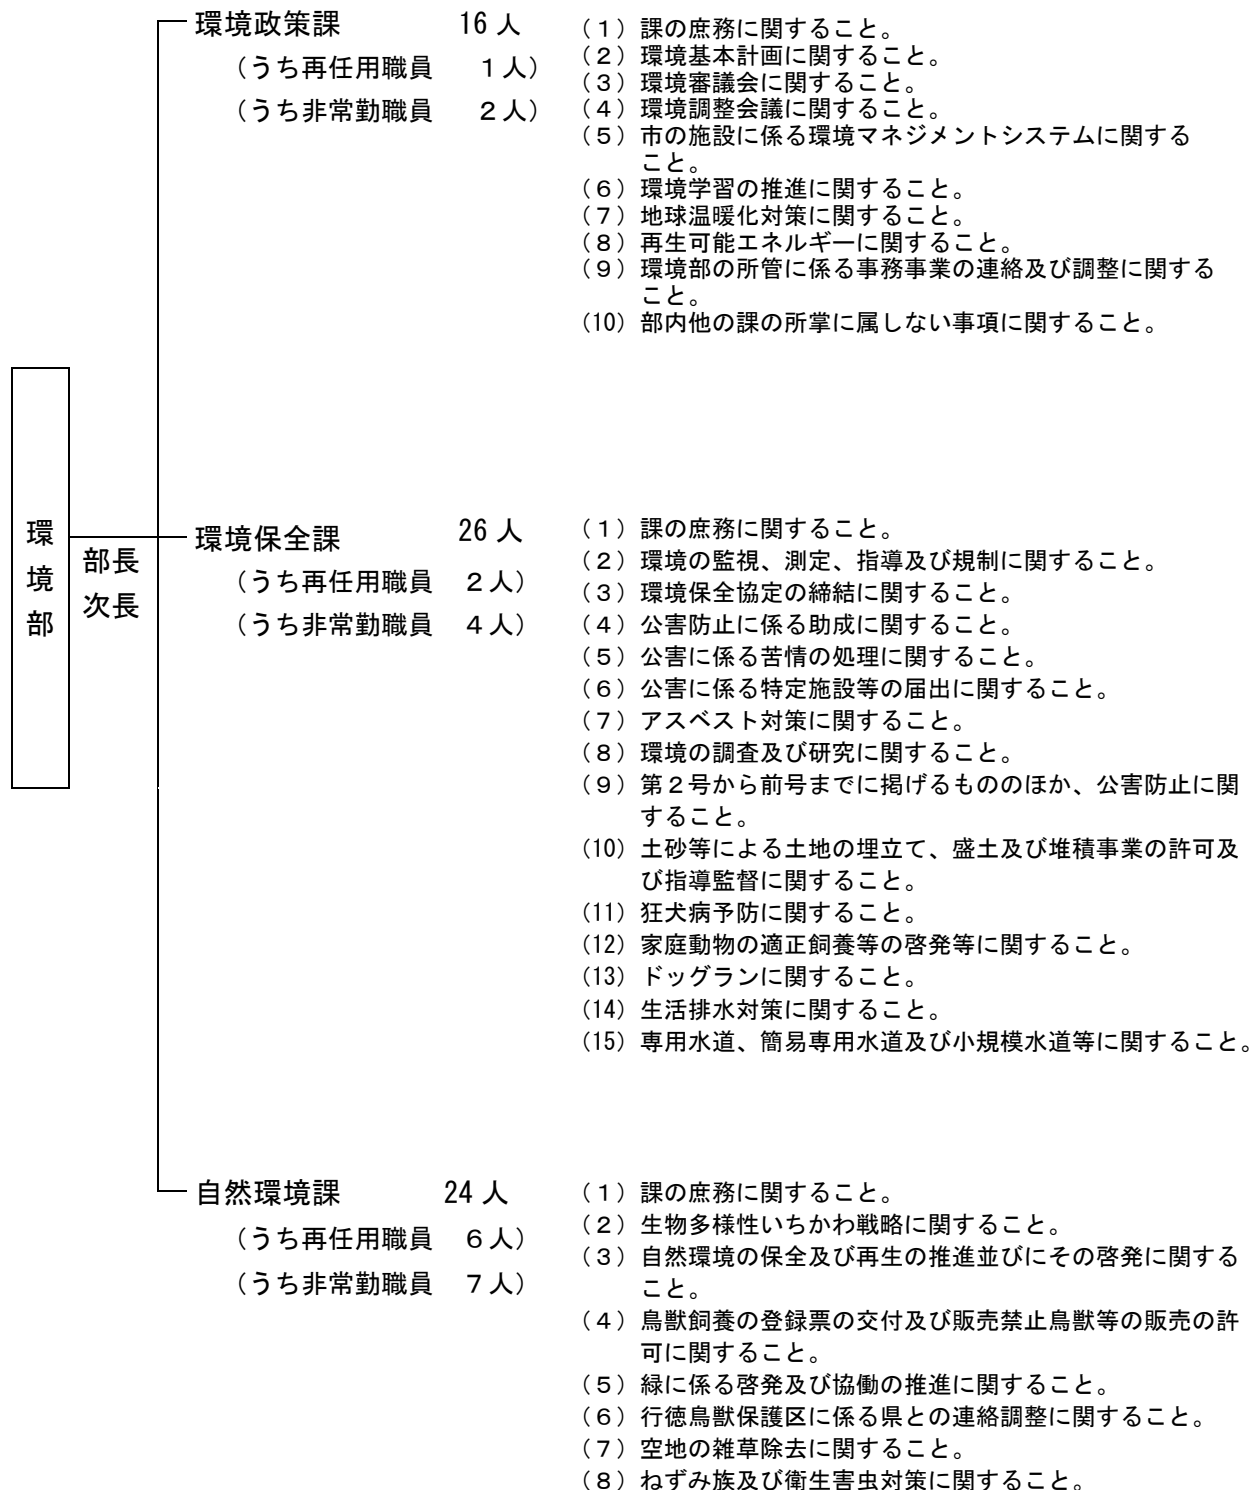 環境部
部長
次長
環境政策課 16人
（うち再任用職員 1人）
（うち非常勤職員 2人）
（1）課の庶務に関すること。
（2）環境基本計画に関すること。
（3）環境審議会に関すること。
（4）環境調整会議に関すること。
（5）市の施設に係る環境マネジメントシステムに関する
こと。
（6）環境学習の推進に関すること。
（7）地球温暖化対策に関すること。
（8）再生可能エネルギーに関すること。
（9）環境部の所管に係る事務事業の連絡及び調整に関する
こと。
(10) 部内他の課の所掌に属しない事項に関すること。
環境保全課 26人
（うち再任用職員 2人）
（うち非常勤職員 4人）
（1）課の庶務に関すること。
（2）環境の監視、測定、指導及び規制に関すること。
（3）環境保全協定の締結に関すること。
（4）公害防止に係る助成に関すること。
（5）公害に係る苦情の処理に関すること。
（6）公害に係る特定施設等の届出に関すること。
（7）アスベスト対策に関すること。
（8）環境の調査及び研究に関すること。
（9）第2号から前号までに掲げるもののほか、公害防止に関
すること。
(10) 土砂等による土地の埋立て、盛土及び堆積事業の許可及
び指導監督に関すること。
(11) 狂犬病予防に関すること。
(12) 家庭動物の適正飼養等の啓発等に関すること。
(13) ドッグランに関すること。
(14) 生活排水対策に関すること。
(15) 専用水道、簡易専用水道及び小規模水道等に関すること。
自然環境課 24人
（うち再任用職員 6人）
（うち非常勤職員 7人）
（1）課の庶務に関すること。
（2）生物多様性いちかわ戦略に関すること。
（3）自然環境の保全及び再生の推進並びにその啓発に関する
こと。
（4）鳥獣飼養の登録票の交付及び販売禁止鳥獣等の販売の許
可に関すること。
（5）緑に係る啓発及び協働の推進に関すること。
（6）行徳鳥獣保護区に係る県との連絡調整に関すること。
（7）空地の雑草除去に関すること。
（8）ねずみ族及び衛生害虫対策に関すること。